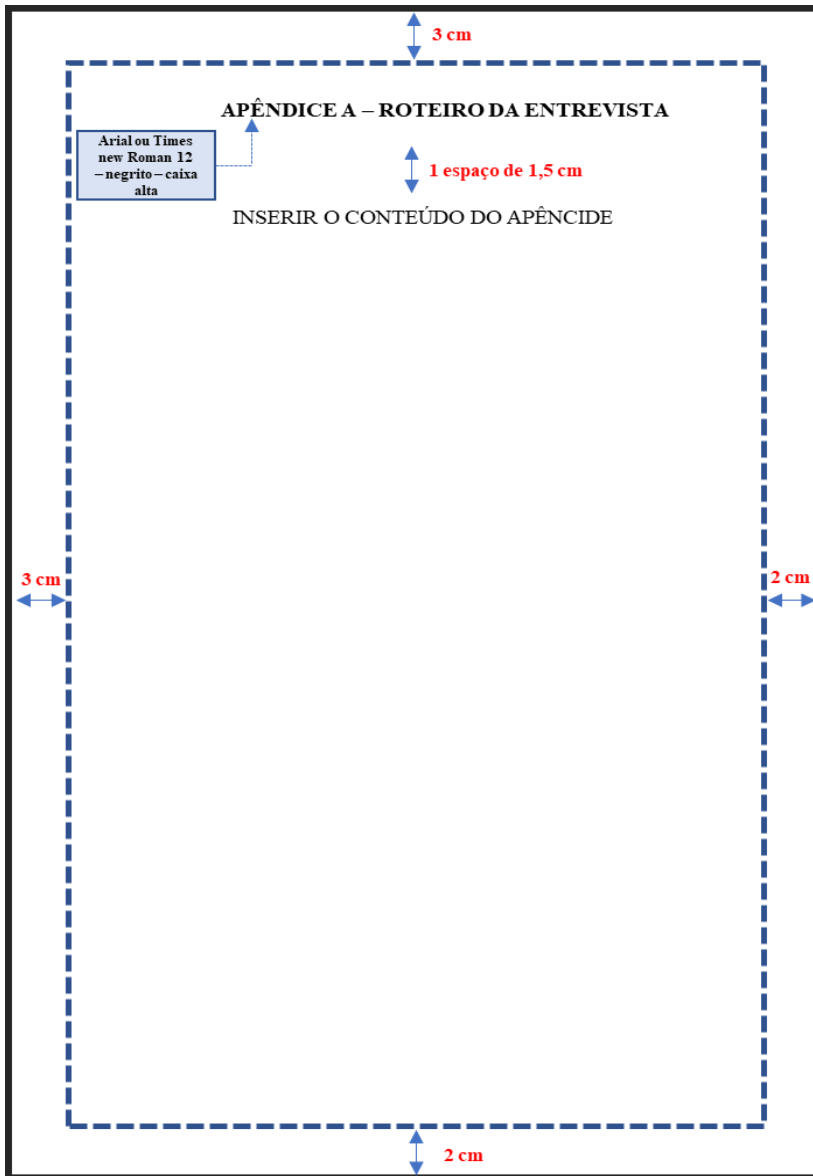 3 cm
APÊNDICE A – ROTEIRO DA ENTREVISTA
Arial ou Times
new Roman 12
– negrito – caixa
alta
1 espaço de 1,5 cm
INSERIR O CONTEÚDO DO APÊNCIDE
3 cm
2 cm
2 cm